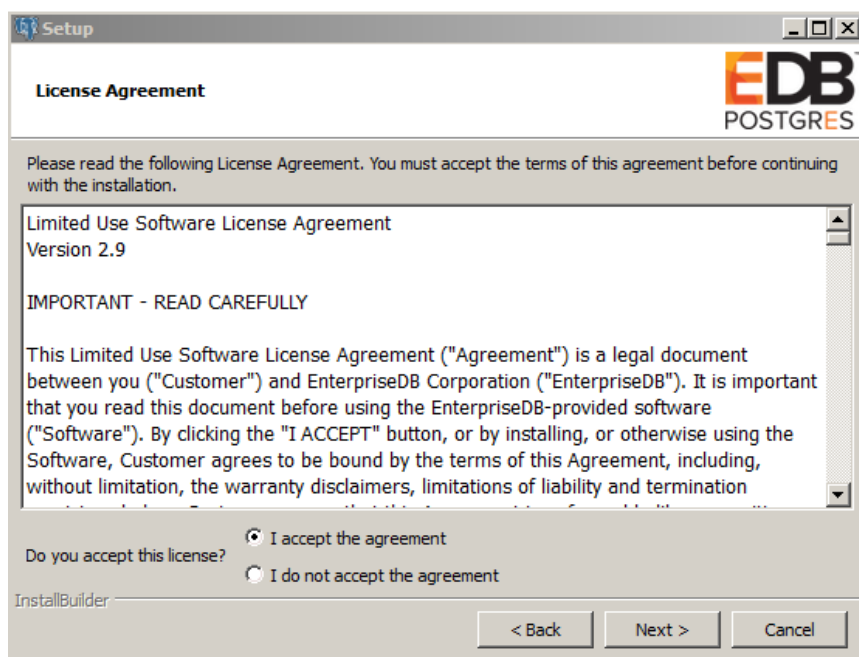 Setup
License Agreement
EDB
POSTGRES
Please read the following License Agreement. You must accept the terms of this agreement before continuing
with the installation.
Limited Use Software License Agreement
Version 2.9
IMPORTANT - READ CAREFULLY
This Limited Use Software License Agreement ("Agreement") is a legal document
between you ("Customer") and EnterpriseDB Corporation ("EnterpriseDB"). It is important
that you read this document before using the EnterpriseDB-provided software
("Software"). By clicking the "I ACCEPT" button, or by installing, or otherwise using the
Software, Customer agrees to be bound by the terms of this Agreement, including,
without limitation, the warranty disclaimers, limitations of liability and termination
Do you accept this license?
I accept the agreement
I do not accept the agreement
InstallBuilder
< Back
Next >
Cancel